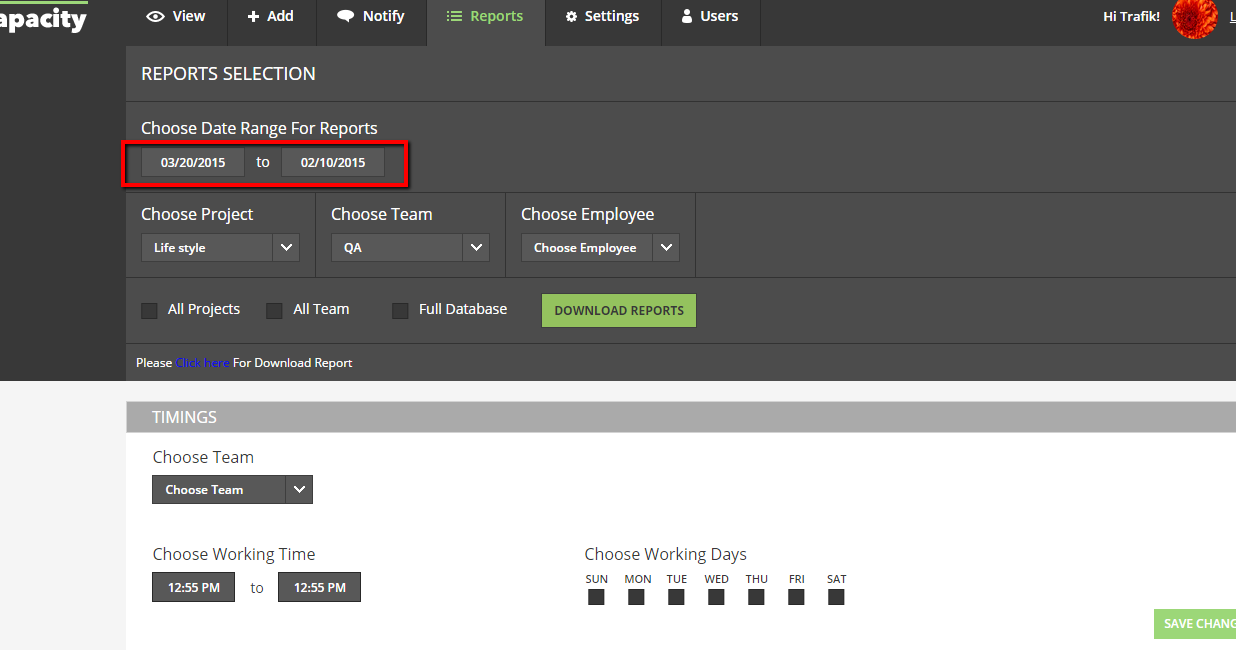 apacity View Add Notify Reports Settings Users Hi Trafik! L
REPORTS SELECTION
Choose Date Range For Reports
03/20/2015 to 02/10/2015
Choose Project Choose Team Choose Employee
Life style QA Choose Employee
All Projects All Team Full Database DOWNLOAD REPORTS
Please Click here For Download Report
TIMINGS
Choose Team
Choose Team
Choose Working Time Choose Working Days
SUN MON TUE WED THU FRI SAT
12:55 PM to 12:55 PM
SAVE CHANG